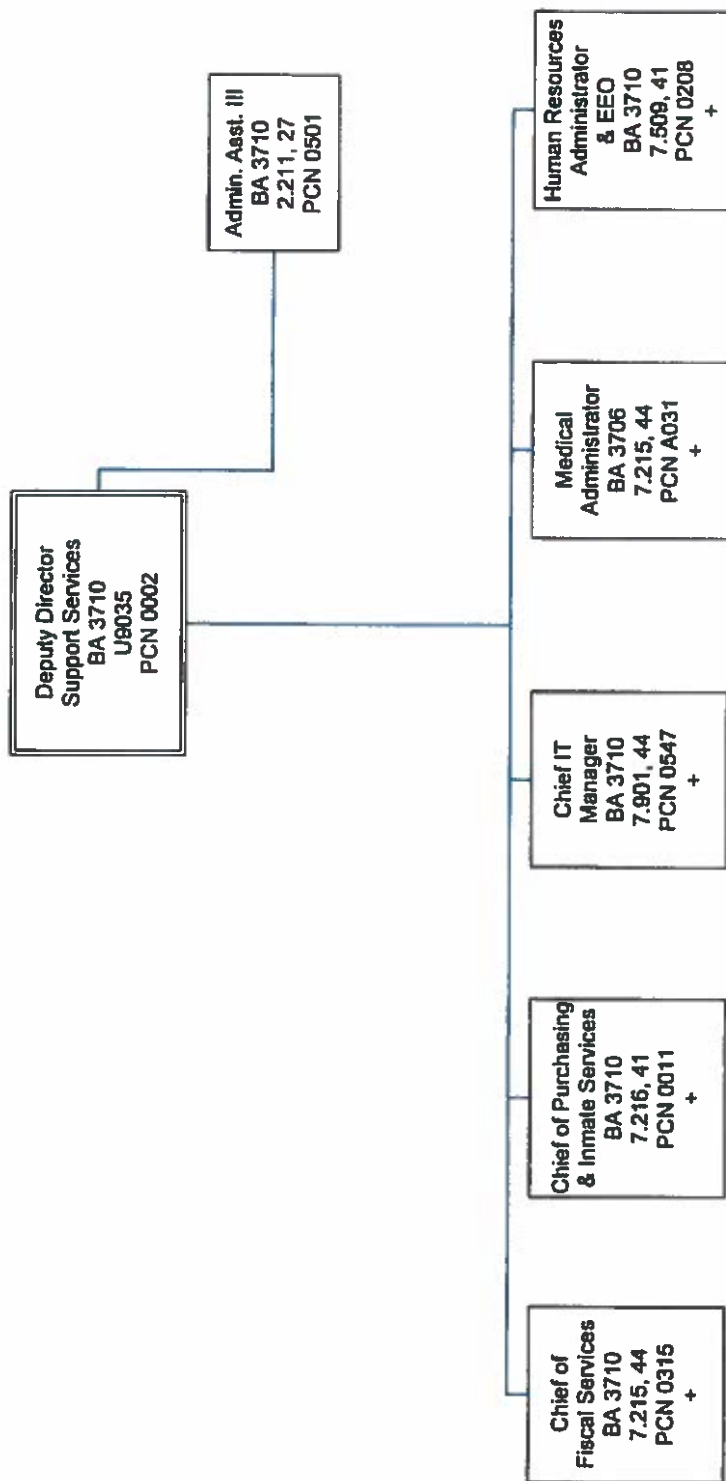 Deputy Director
Support Services
BA 3710
U9035
PCN 0002
Admin. Asst. III
BA 3710
2.211, 27
PCN 0501
Chief of
Fiscal Services
BA 3710
7.215, 44
PCN 0315
+
Chief of Purchasing
& Inmate Services
BA 3710
7.216, 41
PCN 0011
+
Chief IT
Manager
BA 3710
7.901, 44
PCN 0547
+
Medical
Administrator
BA 3706
7.215, 44
PCN A031
+
Human Resources
Administrator
& EEO
BA 3710
7.509, 41
PCN 0208
+